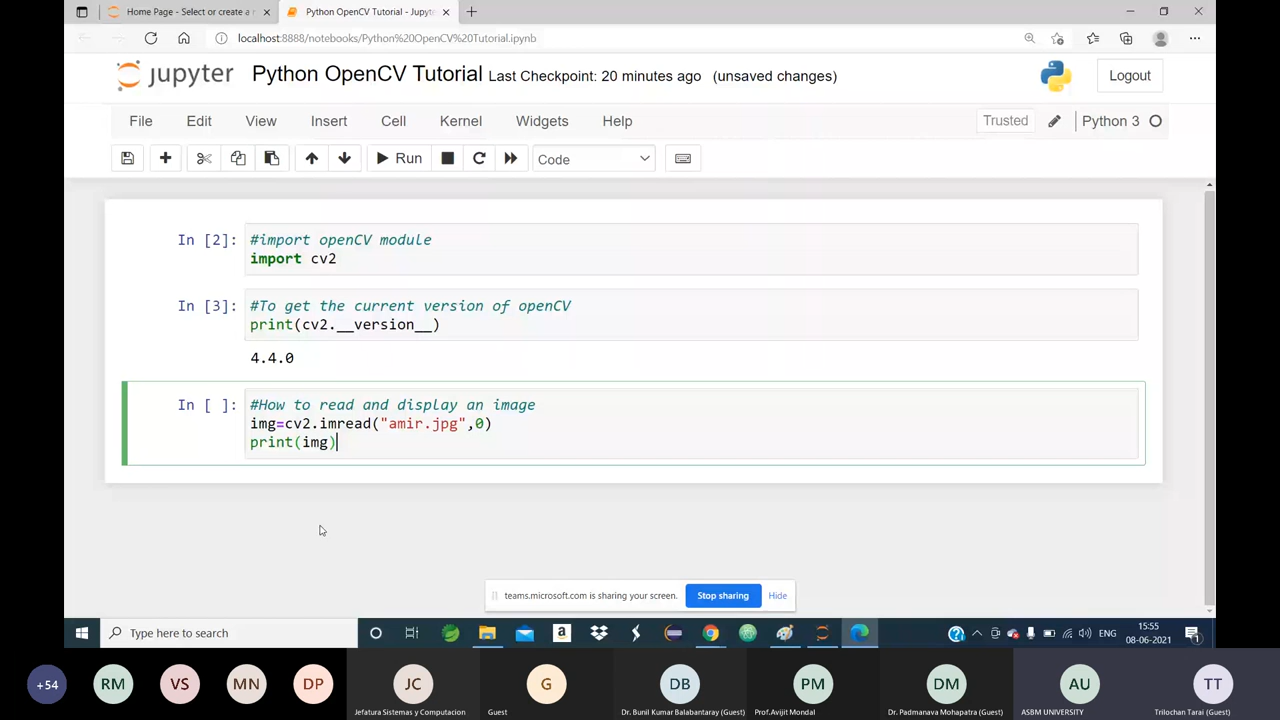 Home Page - Select or create a n
Python OpenCV Tutorial - Jupyte
localhost:8888/notebooks/Python%20OpenCV%20Tutorial.ipynb
jupyter Python OpenCV Tutorial Last Checkpoint: 20 minutes ago (unsaved changes)
Logout
File Edit View Insert Cell Kernel Widgets Help
Trusted
Python 3
Run
Code
In [2]:
#import openCV module
import cv2
In [3]:
#To get the current version of openCV
print(cv2.__version__)
4.4.0
In [ ]:
#How to read and display an image
img=cv2.imread("amir.jpg",0)
print(img)
teams.microsoft.com is sharing your screen. Stop sharing Hide
Type here to search
ENG
15:55
08-06-2021
+54 RM VS MN DP JC G DB PM DM AU TT
Jefatura Sistemas y Computacion Guest Dr. Bunil Kumar Balabantaray (Guest) Prof.Avijit Mondal Dr. Padmanava Mohapatra (Guest) ASBM UNIVERSITY Trilochan Tarai (Guest)